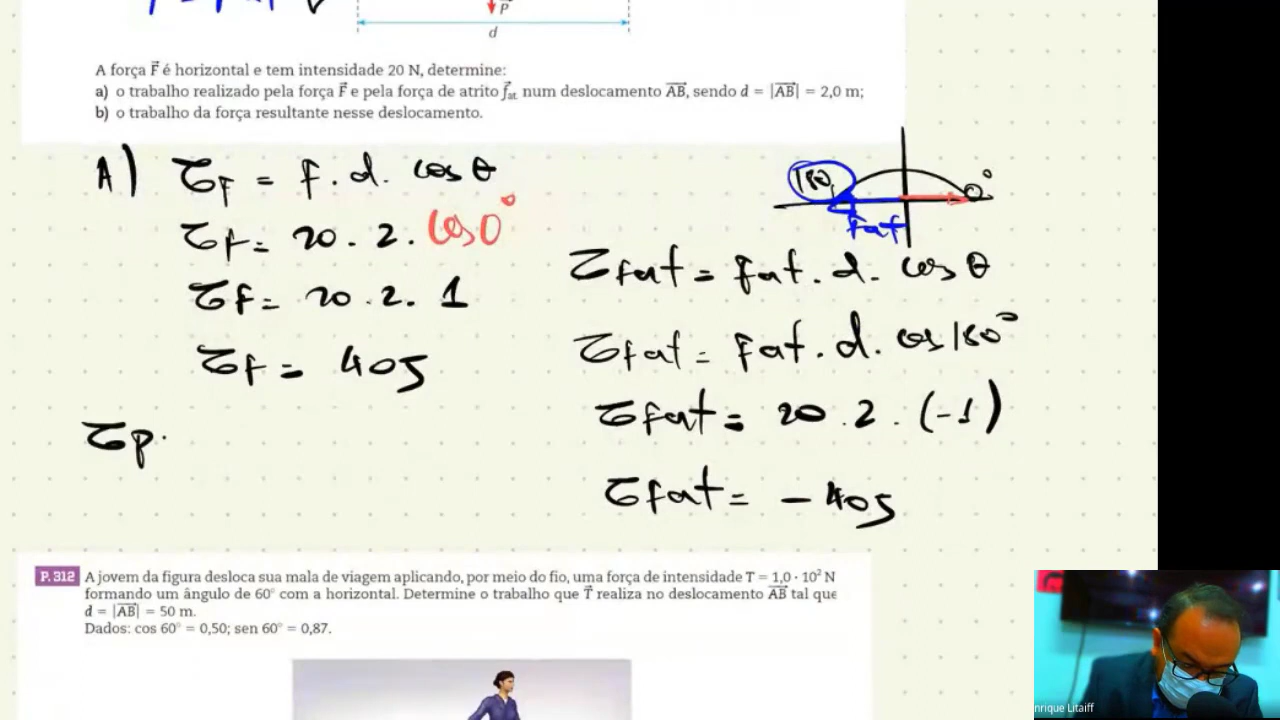 P
d
A força F é horizontal e tem intensidade 20 N, determine:
a) o trabalho realizado pela força F e pela força de atrito f at. num deslocamento AB, sendo d = |AB| = 2,0 m;
b) o trabalho da força resultante nesse deslocamento.
A) τF = F. d. cos θ
τF = 20 . 2. cos 0°
τF = 20 . 2. 1
τF = 40J
τp.
180
0°
fat
τfat = fat. d. cos θ
τfat = fat. d. cos 180°
τfat = 20 . 2 . (-1)
τfat = - 40J
P.312 A jovem da figura desloca sua mala de viagem aplicando, por meio do fio, uma força de intensidade T = 1,0 · 10² N
formando um ângulo de 60° com a horizontal. Determine o trabalho que T realiza no deslocamento AB tal que
d = |AB| = 50 m.
Dados: cos 60° = 0,50; sen 60° = 0,87.
nrique Litaiff